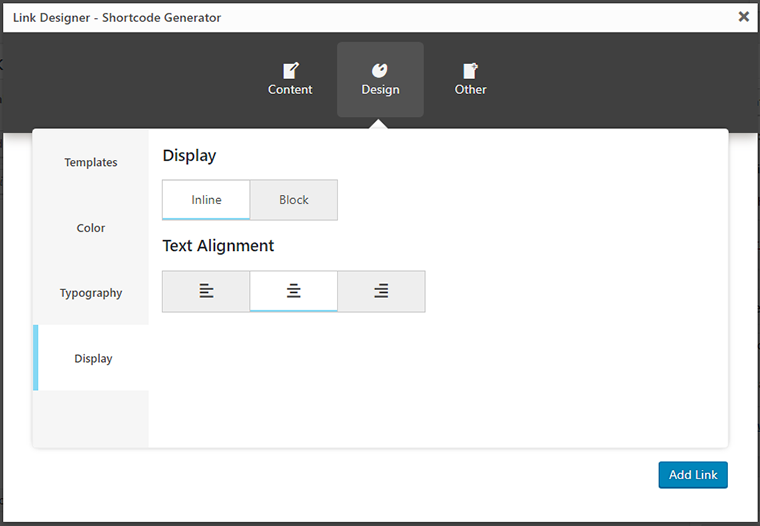 Link Designer - Shortcode Generator
Content
Design
Other
Templates
Color
Typography
Display
Display
Inline
Block
Text Alignment
Add Link